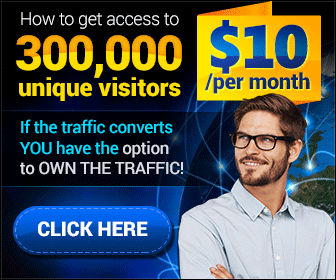 How to get access to
300,000
unique visitors
$10
/per month
If the traffic converts
YOU have the option
to OWN THE TRAFFIC!
CLICK HERE